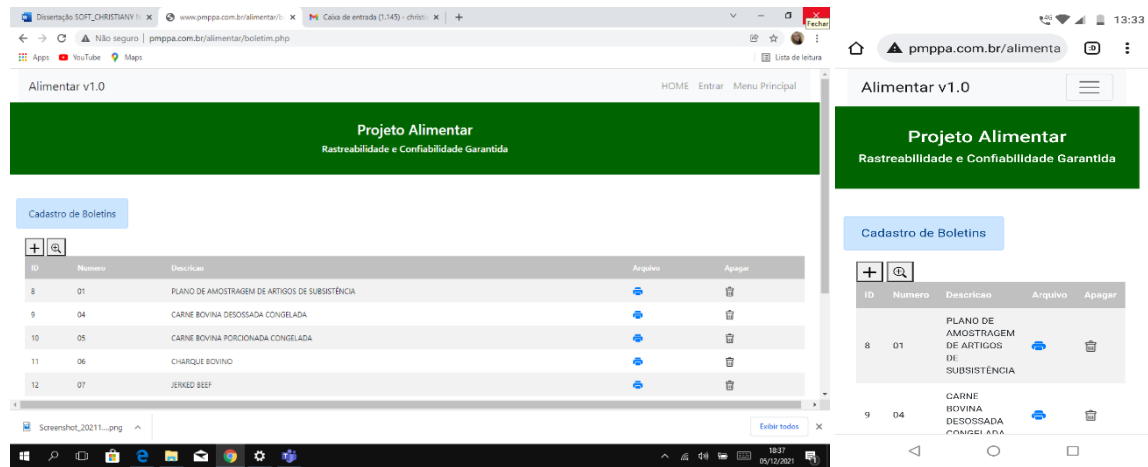 Dissertação SOFT_CHRISTIANY
www.pmppa.com.br/alimentar/b
Caixa de entrada (1.145) - christi
Fechar
Não seguro | pmppa.com.br/alimentar/boletim.php
Apps YouTube Maps
Lista de leitura
Alimentar v1.0 HOME Entrar Menu Principal
Projeto Alimentar
Rastreabilidade e Confiabilidade Garantida
Cadastro de Boletins
ID Numero Descricao Arquivo Apagar
8 01 PLANO DE AMOSTRAGEM DE ARTIGOS DE SUBSISTÊNCIA
9 04 CARNE BOVINA DESOSSADA CONGELADA
10 05 CARNE BOVINA PORCIONADA CONGELADA
11 06 CHARQUE BOVINO
12 07 JERKED BEEF
Screenshot_20211....png Exibir todos
18:37
05/12/2021
4G 13:33
pmppa.com.br/alimenta :D
Alimentar v1.0
Projeto Alimentar
Rastreabilidade e Confiabilidade Garantida
Cadastro de Boletins
ID Numero Descricao Arquivo Apagar
8 01 PLANO DE
AMOSTRAGEM
DE ARTIGOS
DE
SUBSISTÊNCIA
9 04 CARNE
BOVINA
DESOSSADA
CONGELADA